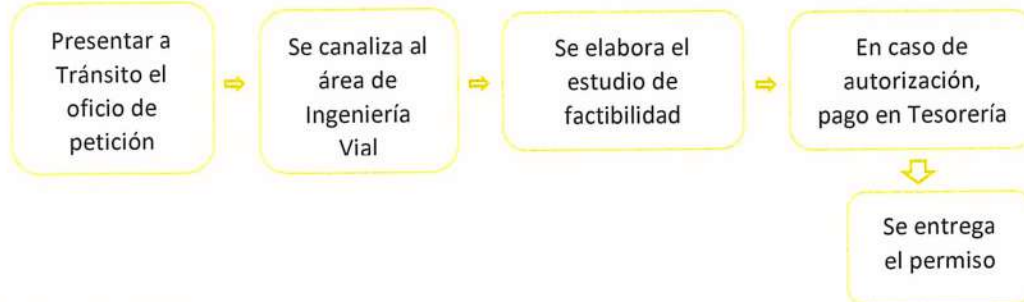 Presentar a
Tránsito el
oficio de
petición
Se canaliza al
área de
Ingeniería
Vial
Se elabora el
estudio de
factibilidad
En caso de
autorización,
pago en Tesorería
Se entrega
el permiso